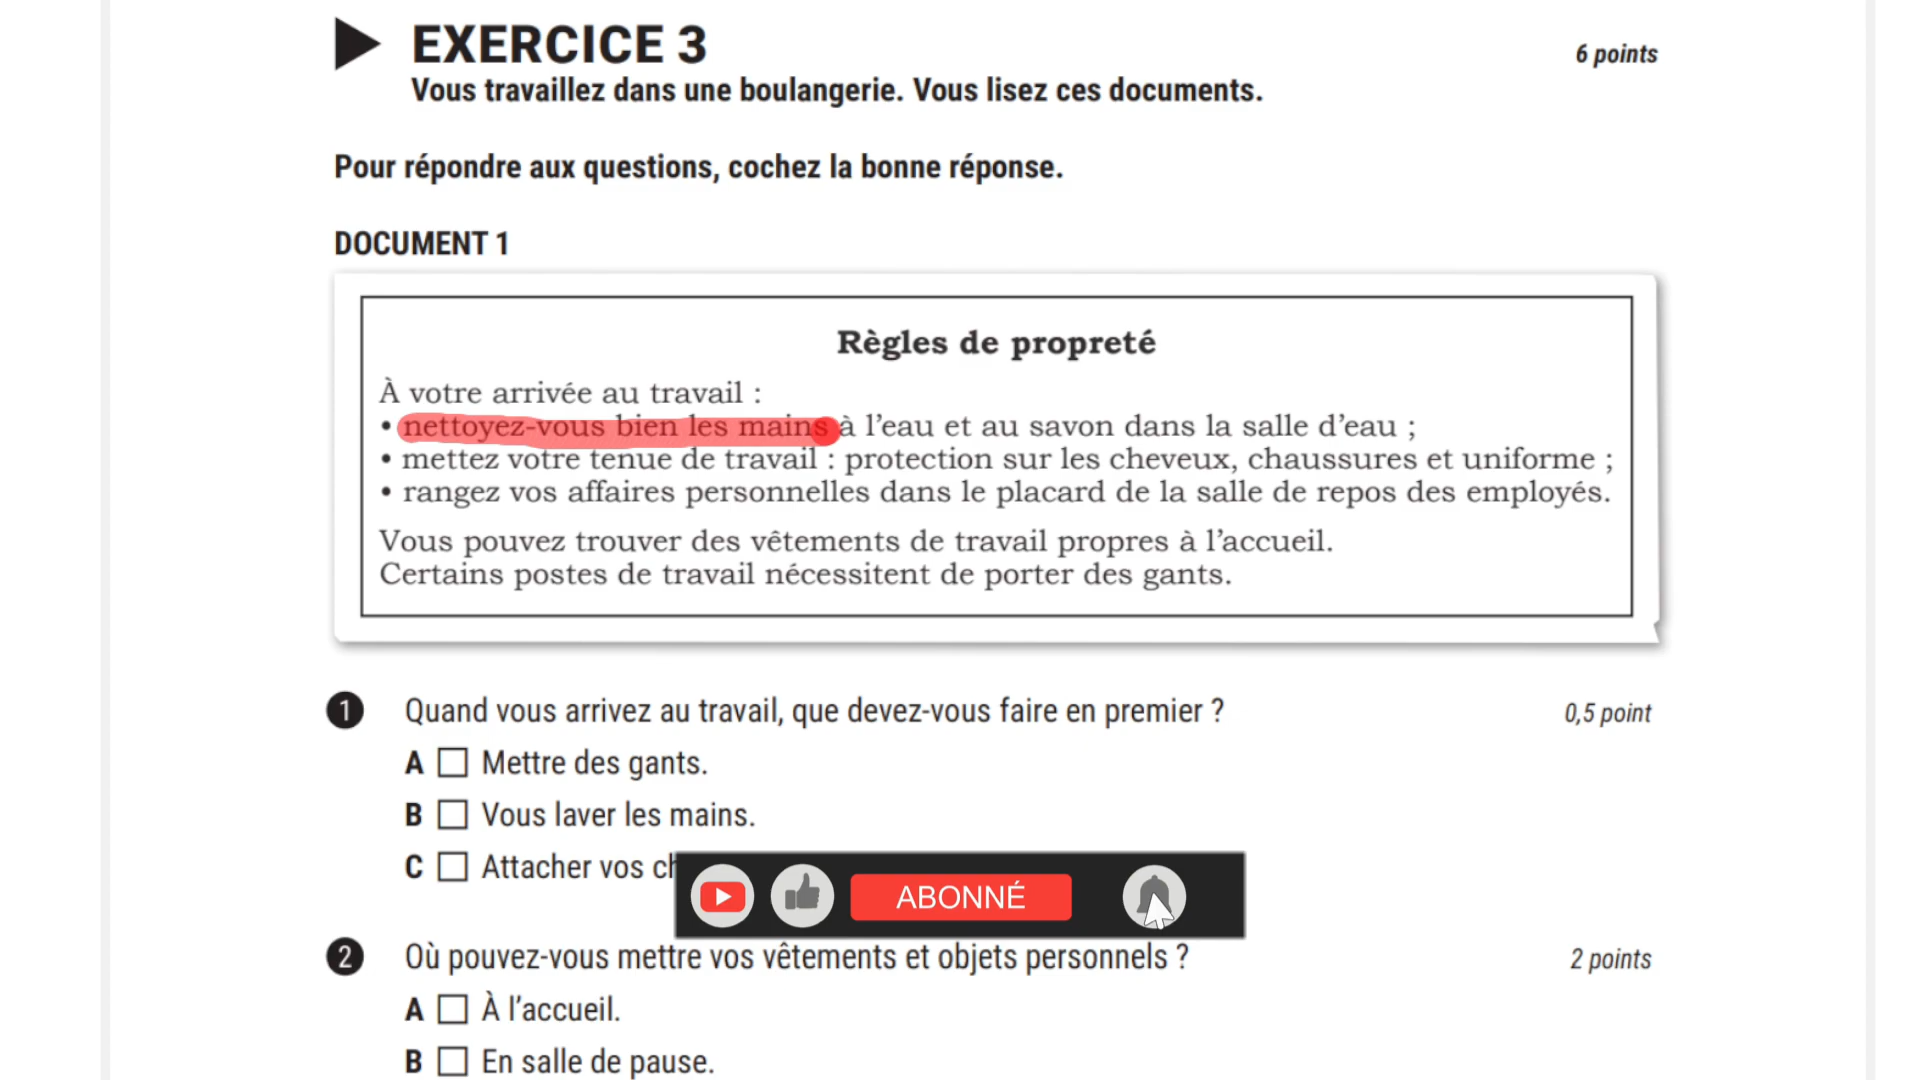 EXERCICE 3
6 points
Vous travaillez dans une boulangerie. Vous lisez ces documents.
Pour répondre aux questions, cochez la bonne réponse.
DOCUMENT 1
Règles de propreté
À votre arrivée au travail :
• nettoyez-vous bien les mains à l'eau et au savon dans la salle d'eau ;
• mettez votre tenue de travail : protection sur les cheveux, chaussures et uniforme ;
• rangez vos affaires personnelles dans le placard de la salle de repos des employés.
Vous pouvez trouver des vêtements de travail propres à l'accueil.
Certains postes de travail nécessitent de porter des gants.
1 Quand vous arrivez au travail, que devez-vous faire en premier ? 0,5 point
A Mettre des gants.
B Vous laver les mains.
C Attacher vos
ABONNÉ
2 Où pouvez-vous mettre vos vêtements et objets personnels ? 2 points
A À l'accueil.
B En salle de pause.